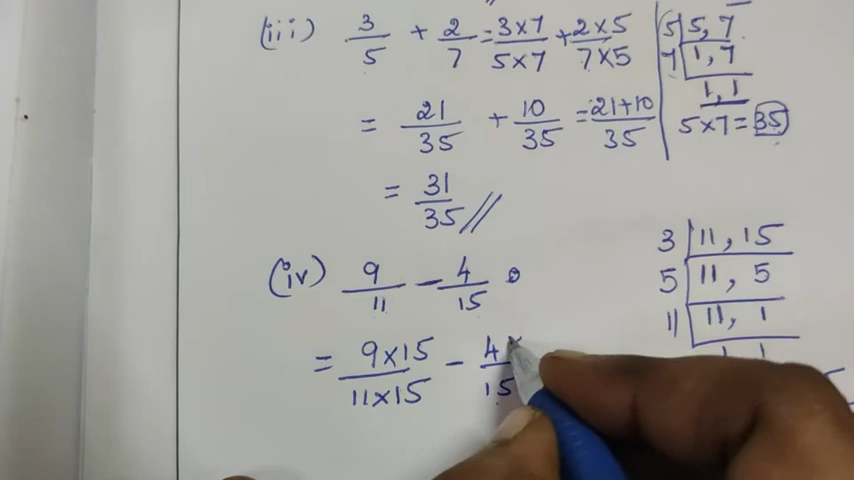 (iii) 3/5 + 2/7 = 3×7/5×7 + 2×5/7×5
= 21/35 + 10/35 = 21+10/35
= 31/35 //
5 | 5, 7
7 | 1, 7
1, 1
5×7 = 35
(iv) 9/11 - 4/15
= 9×15/11×15 - 4×/15
3 | 11, 15
5 | 11, 5
11 | 11, 1
1 1